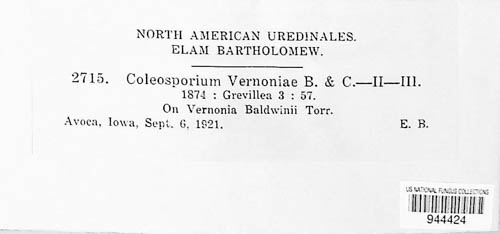 NORTH AMERICAN UREDINALES.
ELAM BARTHOLOMEW.
2715. Coleosporium Vernoniae B. & C.—II—III.
1874 : Grevillea 3 : 57.
On Vernonia Baldwinii Torr.
Avoca, Iowa, Sept. 6, 1921. E. B.
US NATIONAL FUNGUS COLLECTIONS
944424